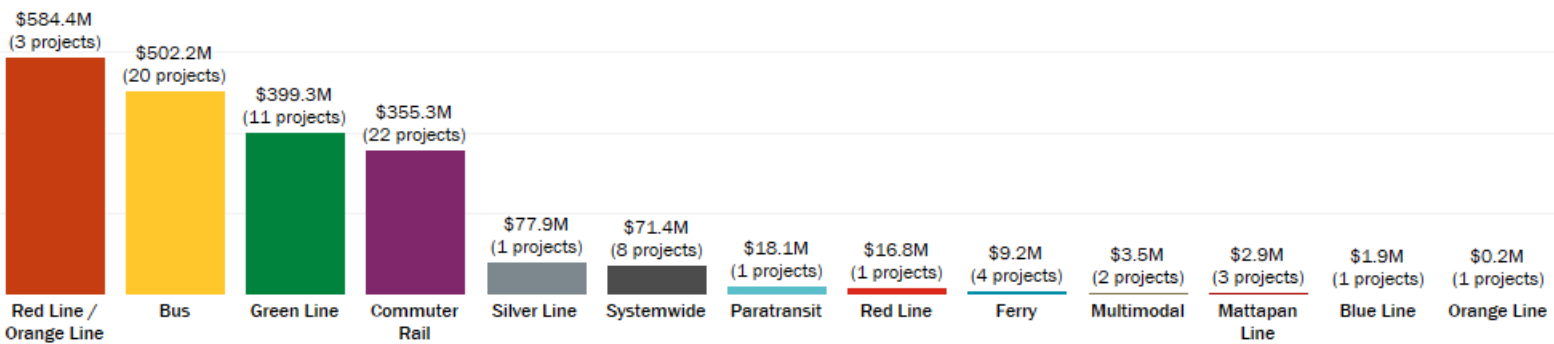 $584.4M
(3 projects)
$502.2M
(20 projects)
$399.3M
(11 projects)
$355.3M
(22 projects)
$77.9M
(1 projects)
$71.4M
(8 projects)
$18.1M
(1 projects)
$16.8M
(1 projects)
$9.2M
(4 projects)
$3.5M
(2 projects)
$2.9M
(3 projects)
$1.9M
(1 projects)
$0.2M
(1 projects)
Red Line /
Orange Line
Bus
Green Line
Commuter
Rail
Silver Line
Systemwide
Paratransit
Red Line
Ferry
Multimodal
Mattapan
Line
Blue Line
Orange Line